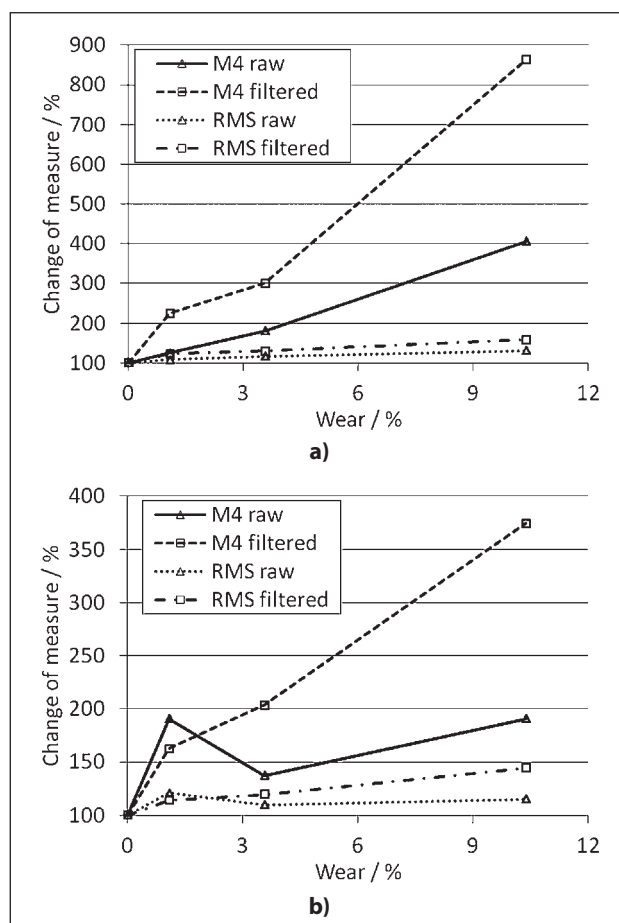 900
800
700
600
500
400
300
200
100
Change of measure / %
M4 raw
M4 filtered
RMS raw
RMS filtered
0 3 6 9 12
Wear / %
a)
400
350
300
250
200
150
100
Change of measure / %
M4 raw
M4 filtered
RMS raw
RMS filtered
0 3 6 9 12
Wear / %
b)